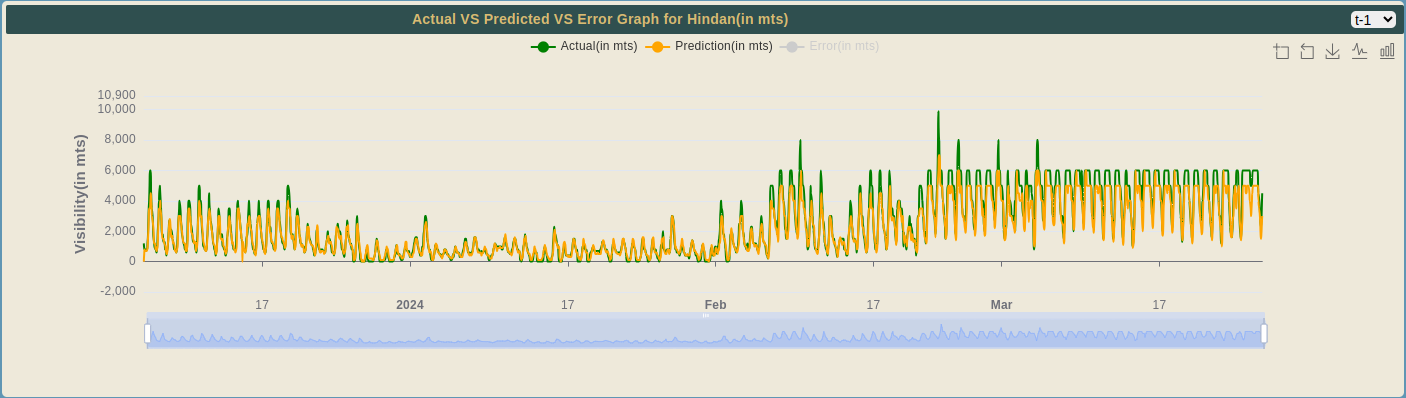 Actual VS Predicted VS Error Graph for Hindan(in mts)
t-1
Actual(in mts) Prediction(in mts) Error(in mts)
Visibility(in mts)
10,900
10,000
8,000
6,000
4,000
2,000
0
-2,000
17 2024 17 Feb 17 Mar 17